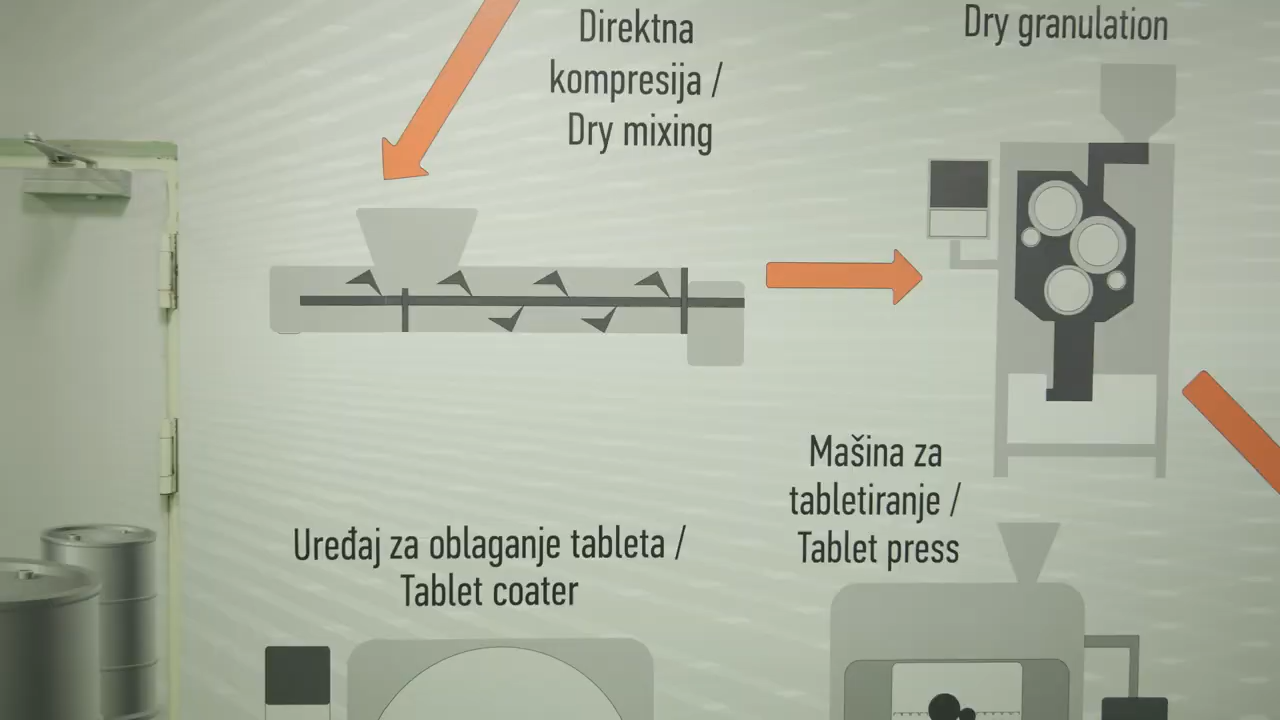 Direktna
kompresija /
Dry mixing
Dry granulation
Mašina za
tabletiranje /
Tablet press
Uređaj za oblaganje tableta /
Tablet coater